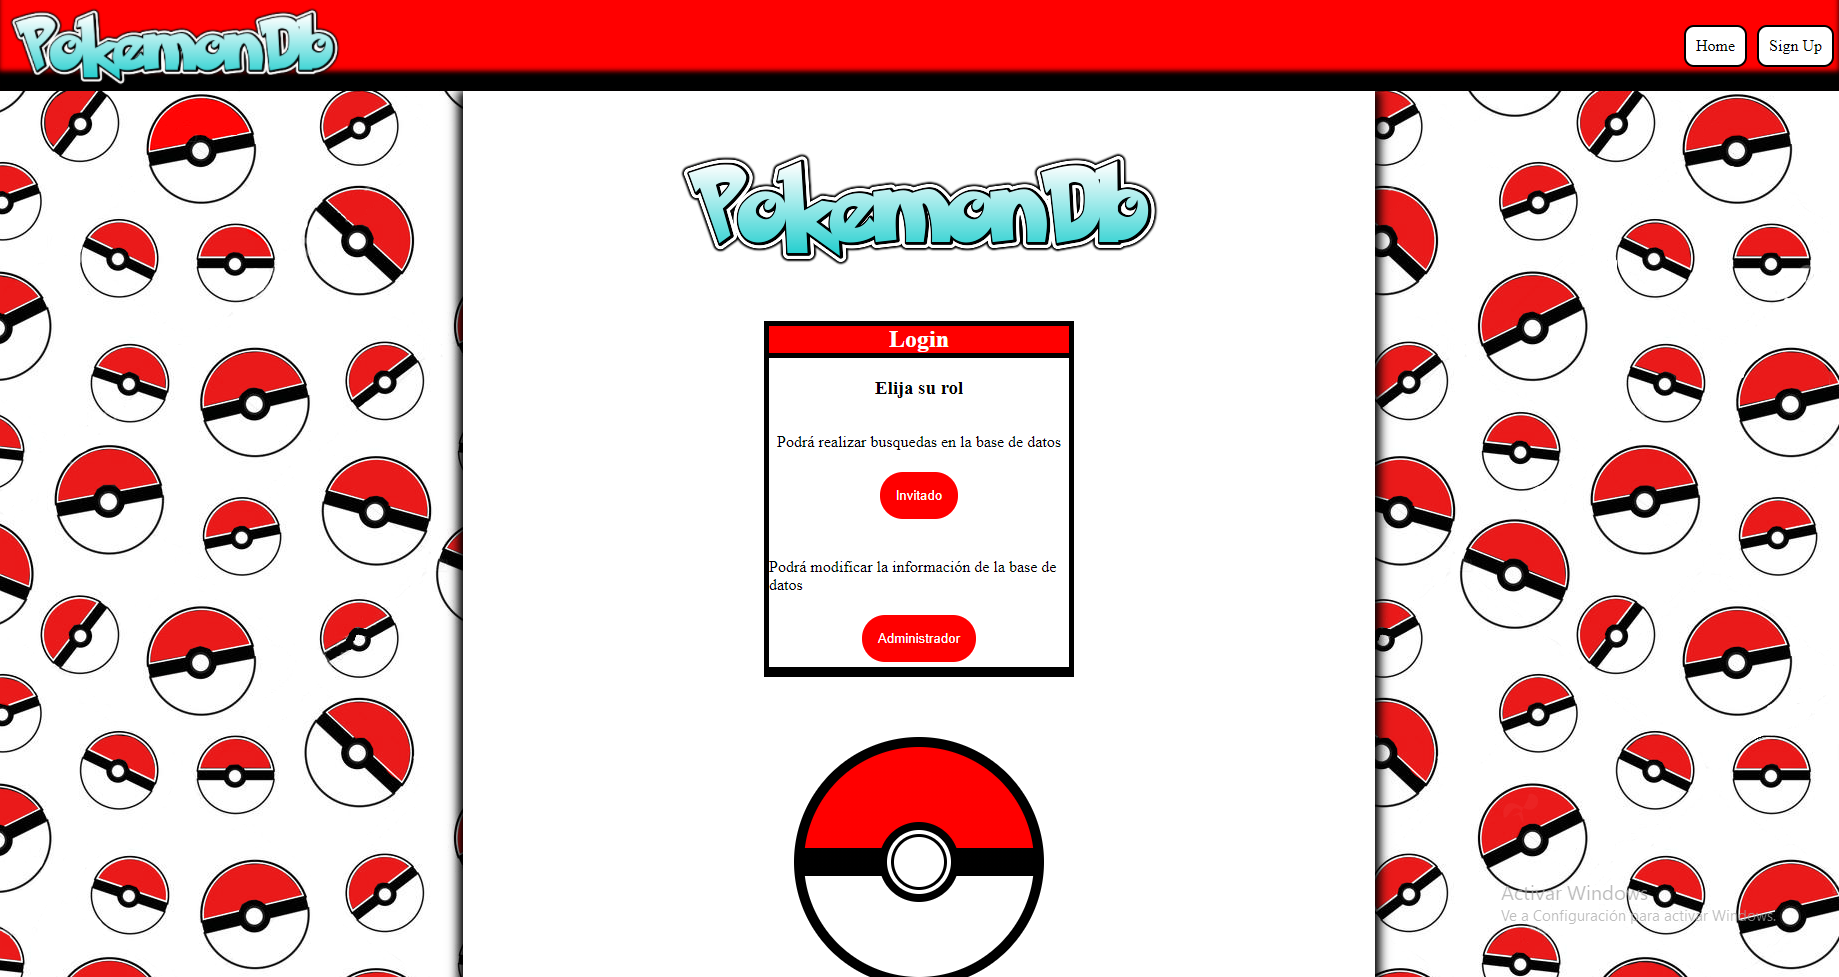 PokemonDb
Home
Sign Up
PokemonDb
Login
Elija su rol
Podrá realizar busquedas en la base de datos
Invitado
Podrá modificar la información de la base de
datos
Administrador
Activar Windows
Ve a Configuración para activar Windows.